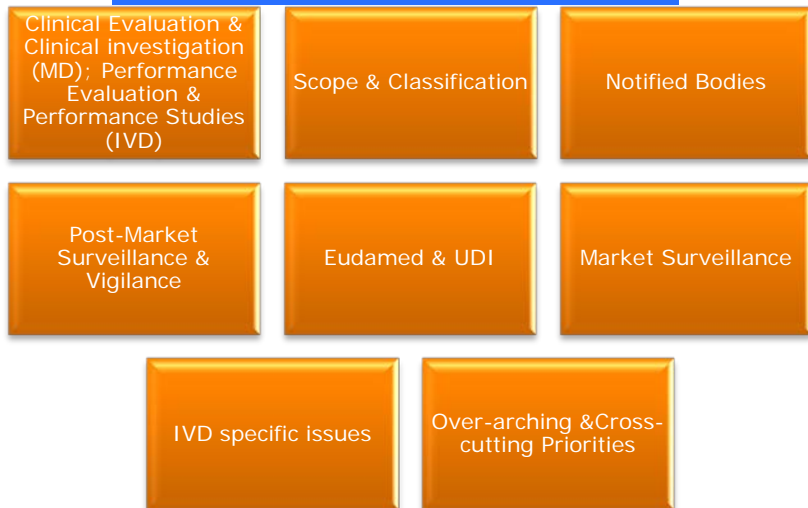 Clinical Evaluation &
Clinical investigation
(MD); Performance
Evaluation &
Performance Studies
(IVD)
Scope & Classification
Notified Bodies
Post-Market
Surveillance &
Vigilance
Eudamed & UDI
Market Surveillance
IVD specific issues
Over-arching &Cross-
cutting Priorities